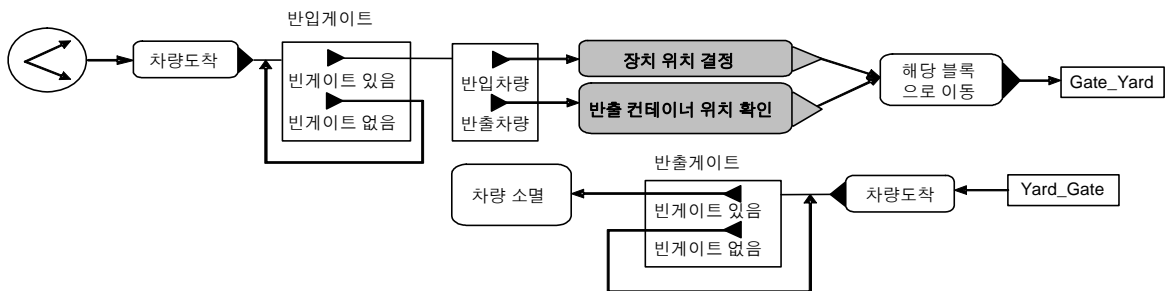 반입게이트
차량도착
빈게이트 있음
빈게이트 없음
반입차량
반출차량
장치 위치 결정
반출 컨테이너 위치 확인
해당 블록
으로 이동
Gate_Yard
반출게이트
차량 소멸
빈게이트 있음
빈게이트 없음
차량도착
Yard_Gate